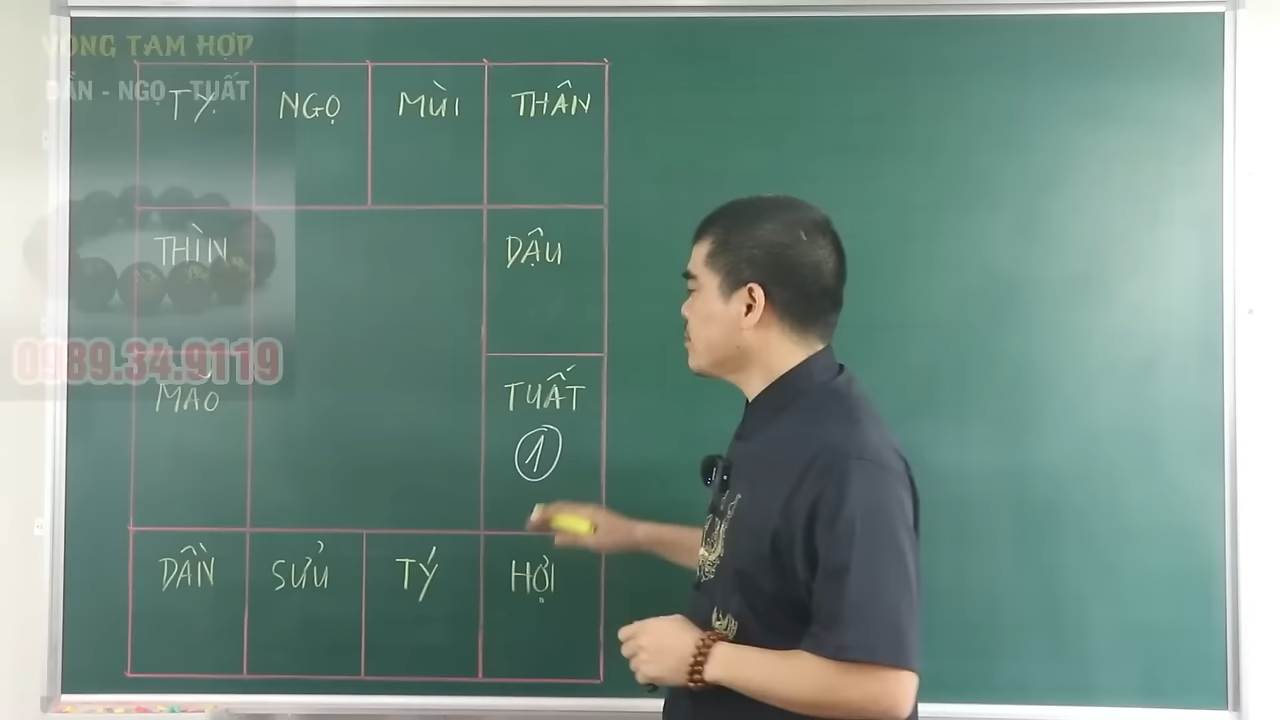 VÒNG TAM HỢP
DẦN - NGỌ - TUẤT
TỴ NGỌ MÙI THÂN
THÌN DẬU
0989.34.9119
MÃO TUẤT
1
DẦN SỬU TÝ HỢI